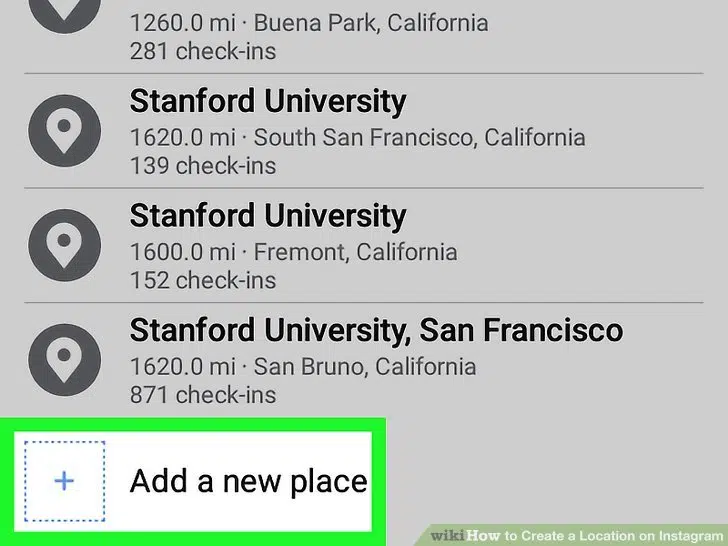 1260.0 mi · Buena Park, California
281 check-ins
Stanford University
1620.0 mi · South San Francisco, California
139 check-ins
Stanford University
1600.0 mi · Fremont, California
152 check-ins
Stanford University, San Francisco
1620.0 mi · San Bruno, California
871 check-ins
+ Add a new place
wikiHow to Create a Location on Instagram